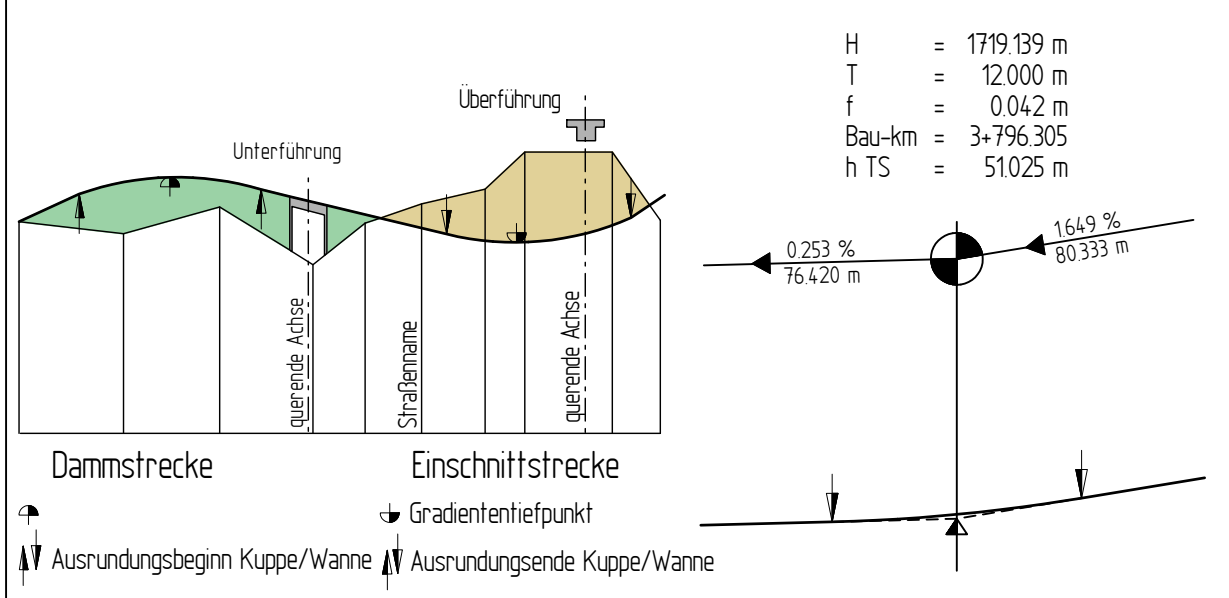 Überführung
Unterführung
querende Achse
Straßenname
querende Achse
Dammstrecke
Einschnittstrecke
Gradiententiefpunkt
Ausrundungsbeginn Kuppe/Wanne
Ausrundungsende Kuppe/Wanne
H = 1719.139 m
T = 12.000 m
f = 0.042 m
Bau-km = 3+796.305
h TS = 51.025 m
0.253 %
76.420 m
1.649 %
80.333 m